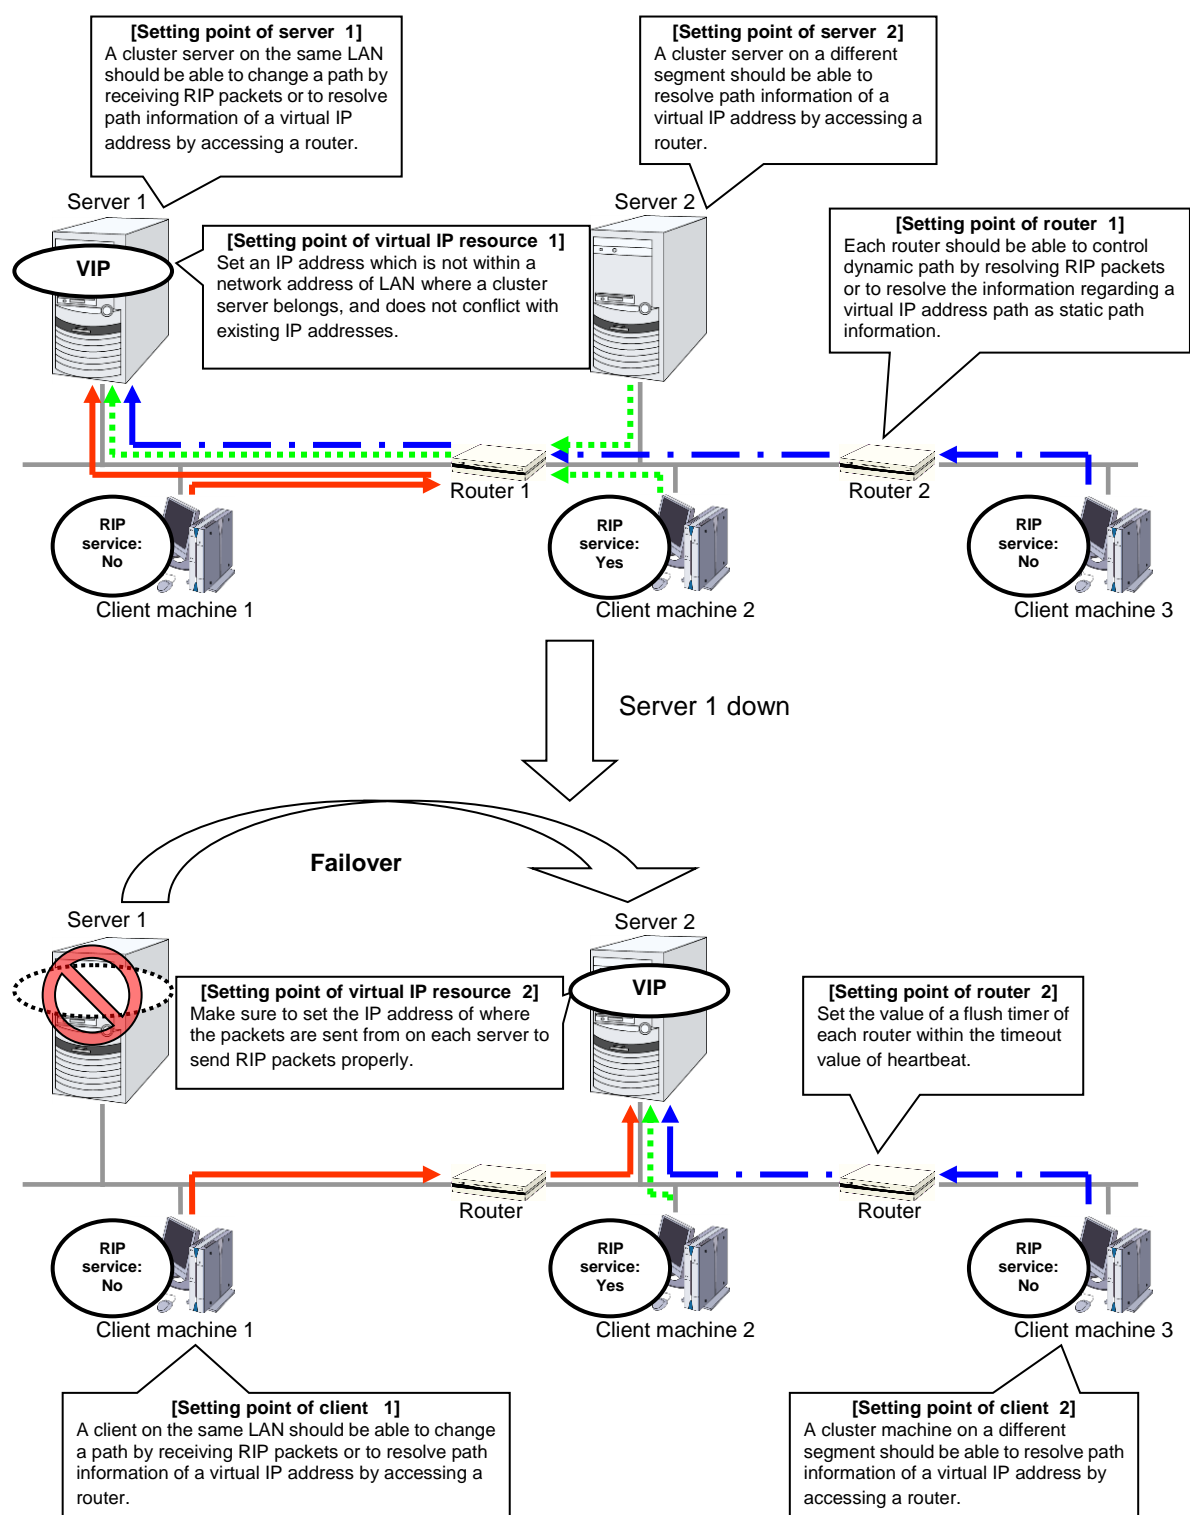 [Setting point of server 1]
A cluster server on the same LAN
should be able to change a path by
receiving RIP packets or to resolve
path information of a virtual IP
address by accessing a router.
[Setting point of server 2]
A cluster server on a different
segment should be able to
resolve path information of a
virtual IP address by accessing a
router.
Server 1
Server 2
[Setting point of router 1]
Each router should be able to control
dynamic path by resolving RIP packets
or to resolve the information regarding a
virtual IP address path as static path
information.
VIP
[Setting point of virtual IP resource 1]
Set an IP address which is not within a
network address of LAN where a cluster
server belongs, and does not conflict with
existing IP addresses.
Router 1
Router 2
RIP
service:
No
RIP
service:
Yes
RIP
service:
No
Client machine 1
Client machine 2
Client machine 3
Server 1 down
Failover
Server 1
Server 2
[Setting point of virtual IP resource 2]
Make sure to set the IP address of where
the packets are sent from on each server to
send RIP packets properly.
VIP
[Setting point of router 2]
Set the value of a flush timer of
each router within the timeout
value of heartbeat.
Router
Router
RIP
service:
No
RIP
service:
Yes
RIP
service:
No
Client machine 1
Client machine 2
Client machine 3
[Setting point of client 1]
A client on the same LAN should be able to change
a path by receiving RIP packets or to resolve path
information of a virtual IP address by accessing a
router.
[Setting point of client 2]
A cluster machine on a different
segment should be able to resolve path
information of a virtual IP address by
accessing a router.